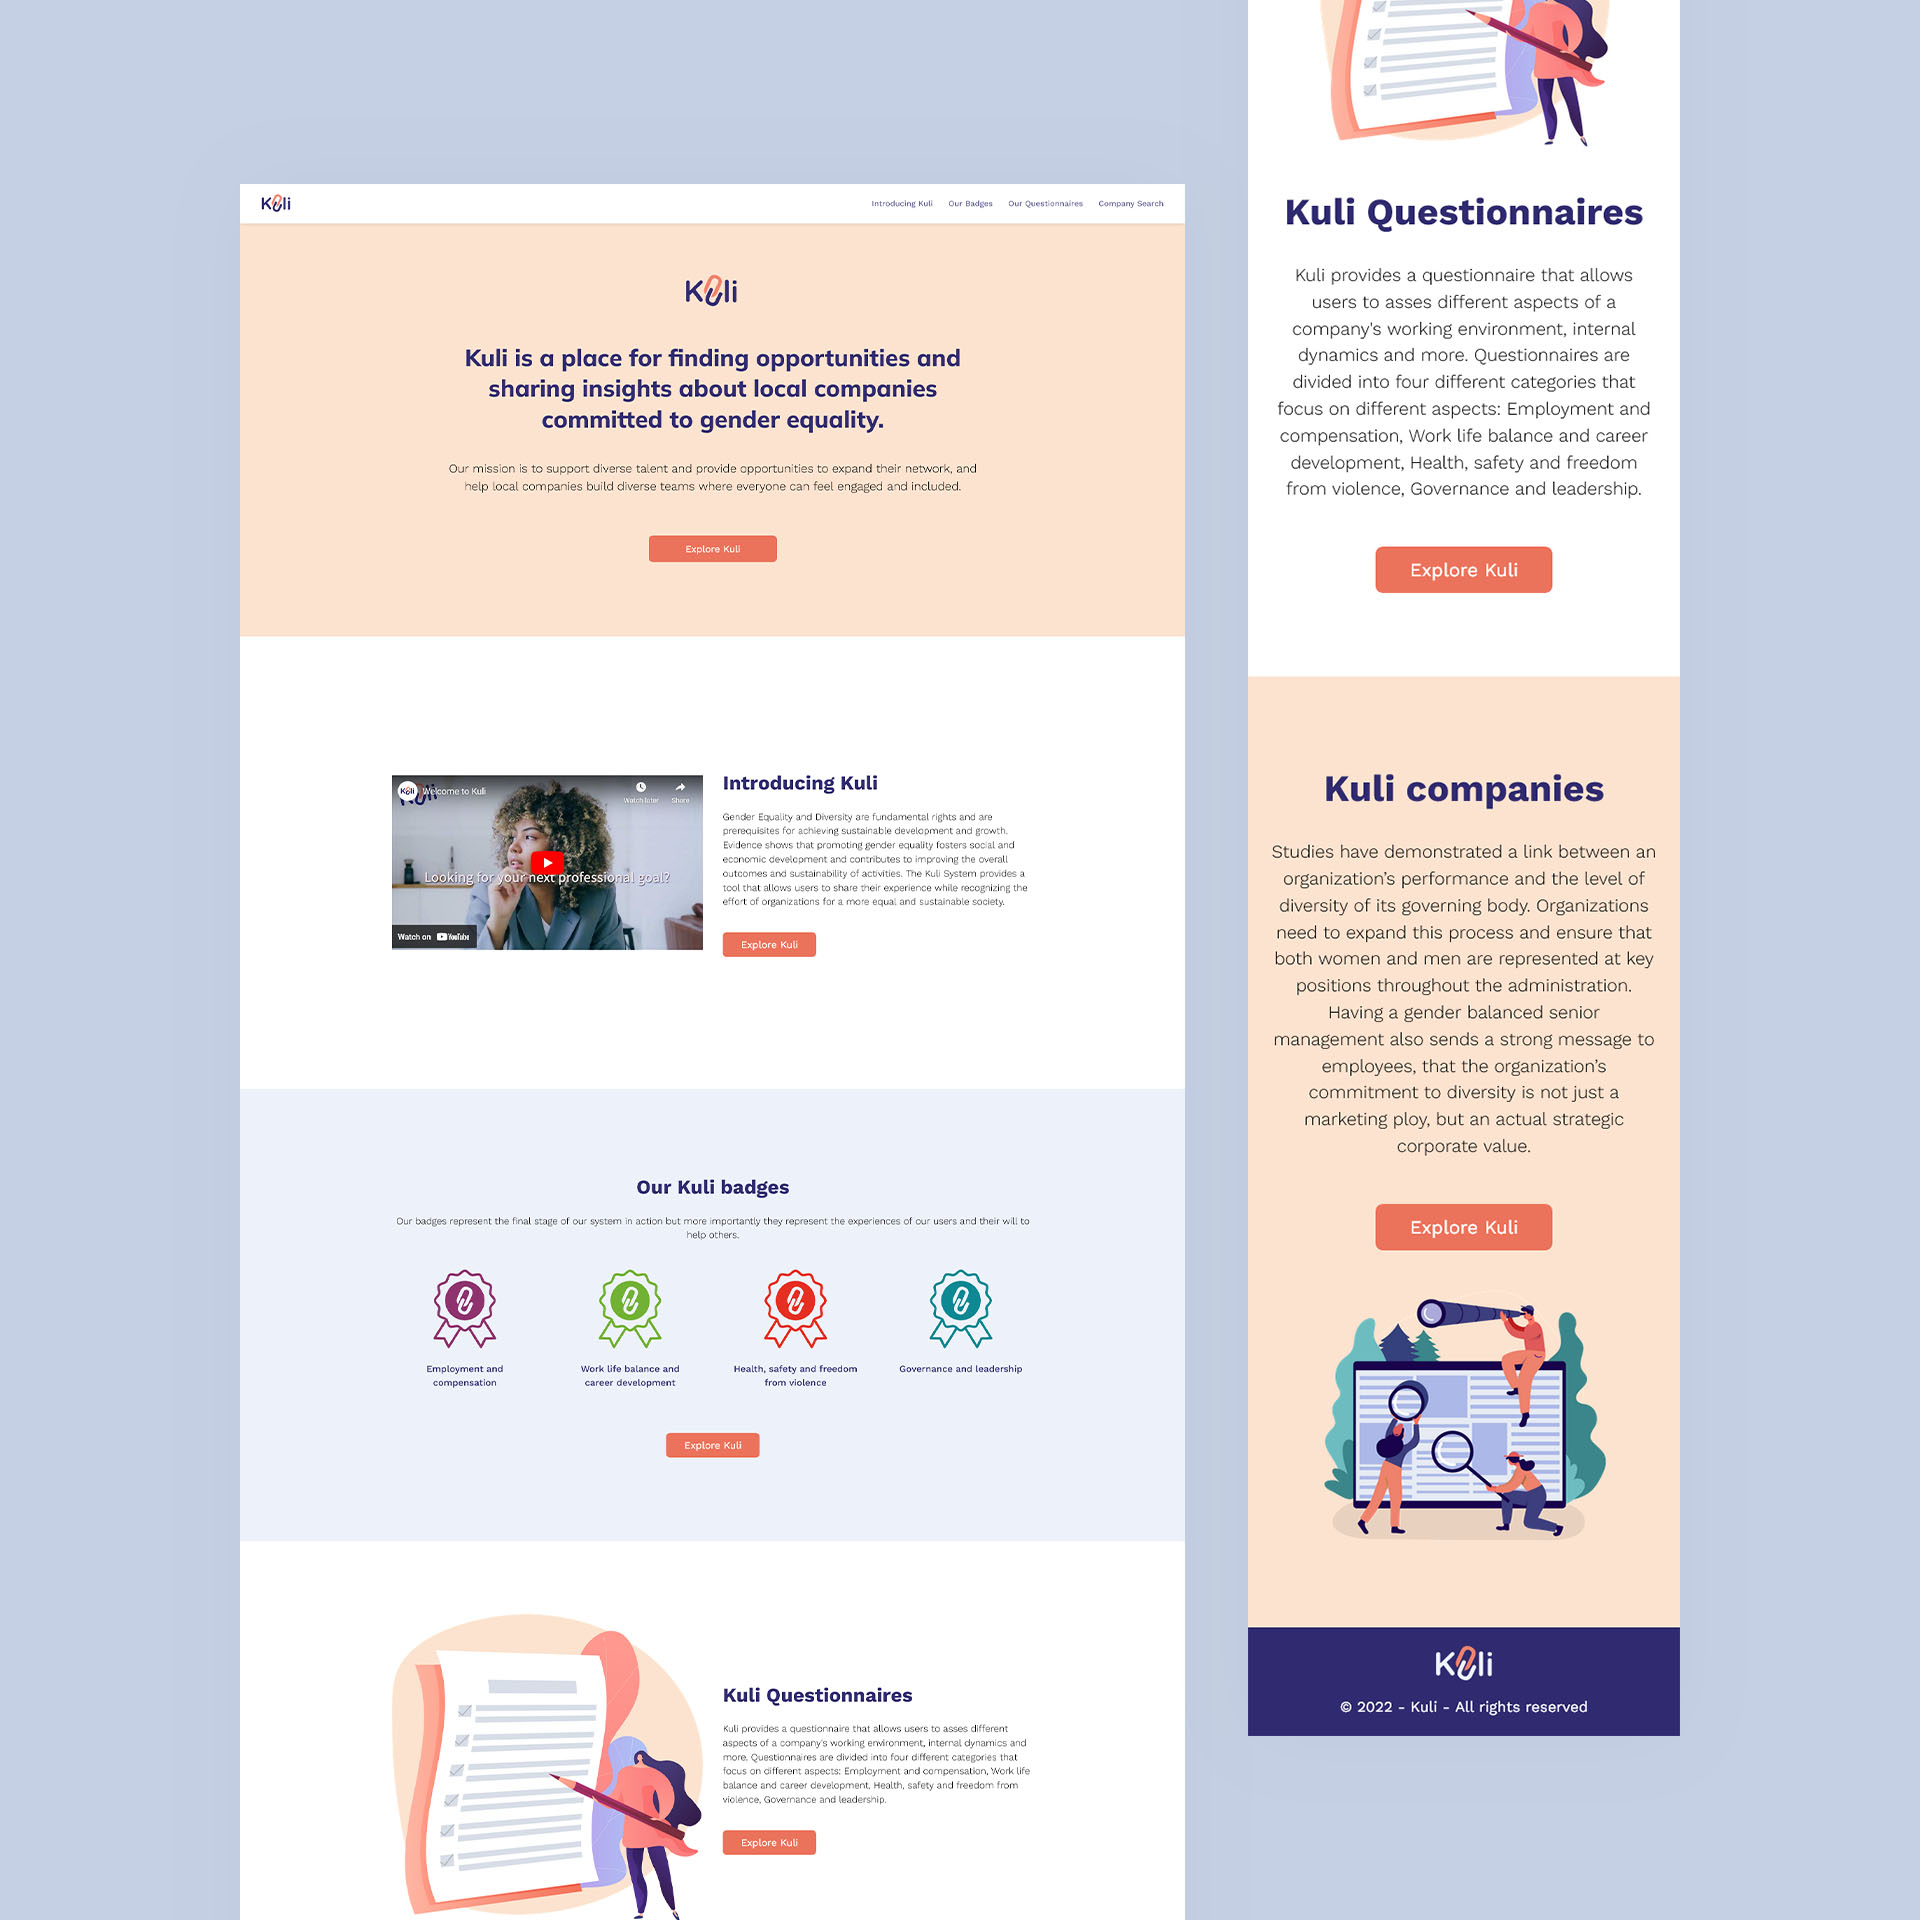 Kuli
Introducing Kuli Our Badges Our Questionnaires Company Search
Kuli
Kuli is a place for finding opportunities and
sharing insights about local companies
committed to gender equality.
Our mission is to support diverse talent and provide opportunities to expand their network, and
help local companies build diverse teams where everyone can feel engaged and included.
Explore Kuli
Kuli
Kuli
Welcome to Kuli
Watch later
Share
Looking for your next professional goal?
Watch on YouTube
Introducing Kuli
Gender Equality and Diversity are fundamental rights and are
prerequisites for achieving sustainable development and growth.
Evidence shows that promoting gender equality fosters social and
economic development and contributes to improving the overall
outcomes and sustainability of activities. The Kuli System provides a
tool that allows users to share their experience while recognizing the
effort of organizations for a more equal and sustainable society.
Explore Kuli
Our Kuli badges
Our badges represent the final stage of our system in action but more importantly they represent the experiences of our users and their will to
help others.
Employment and
compensation
Work life balance and
career development
Health, safety and freedom
from violence
Governance and leadership
Explore Kuli
Kuli Questionnaires
Kuli provides a questionnaire that allows users to asses different
aspects of a company's working environment, internal dynamics and
more. Questionnaires are divided into four different categories that
focus on different aspects: Employment and compensation, Work life
balance and career development, Health, safety and freedom from
violence, Governance and leadership.
Explore Kuli
Kuli Questionnaires
Kuli provides a questionnaire that allows
users to asses different aspects of a
company's working environment, internal
dynamics and more. Questionnaires are
divided into four different categories that
focus on different aspects: Employment and
compensation, Work life balance and career
development, Health, safety and freedom
from violence, Governance and leadership.
Explore Kuli
Kuli companies
Studies have demonstrated a link between an
organization’s performance and the level of
diversity of its governing body. Organizations
need to expand this process and ensure that
both women and men are represented at key
positions throughout the administration.
Having a gender balanced senior
management also sends a strong message to
employees, that the organization’s
commitment to diversity is not just a
marketing ploy, but an actual strategic
corporate value.
Explore Kuli
Kuli
© 2022 - Kuli - All rights reserved